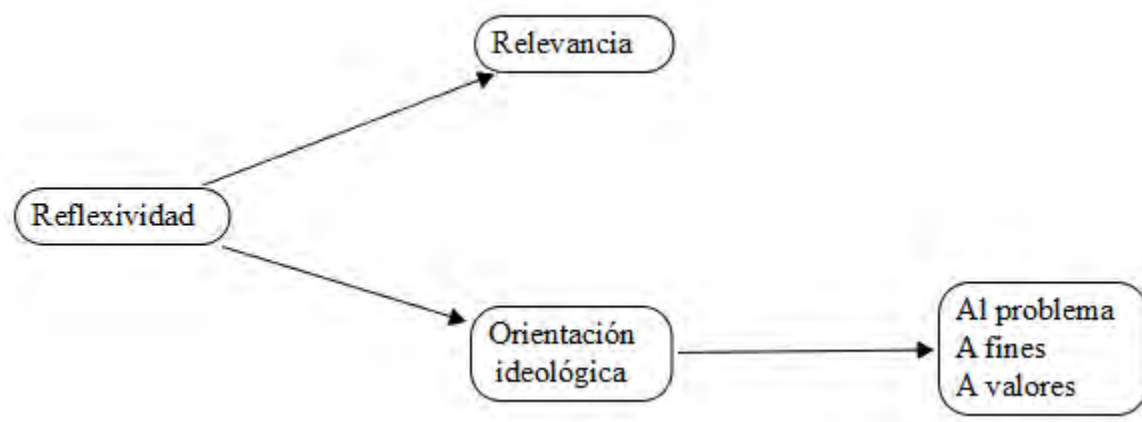 Relevancia
Reflexividad
Orientación
ideológica
Al problema
A fines
A valores